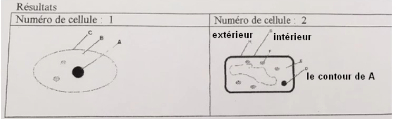 Résultats
Numéro de cellule : 1
Numéro de cellule : 2
C
B
A
extérieur
intérieur
le contour de A